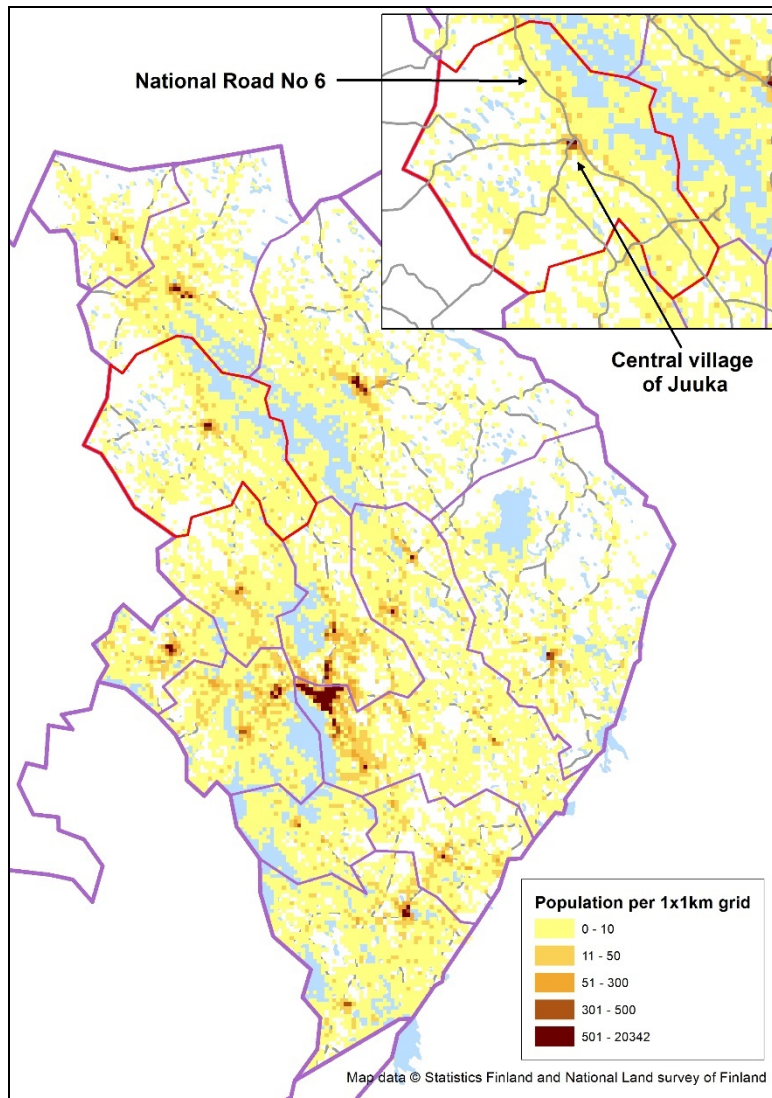 National Road No 6
Central village
of Juuka
Population per 1x1km grid
0 - 10
11 - 50
51 - 300
301 - 500
501 - 20342
Map data © Statistics Finland and National Land survey of Finland